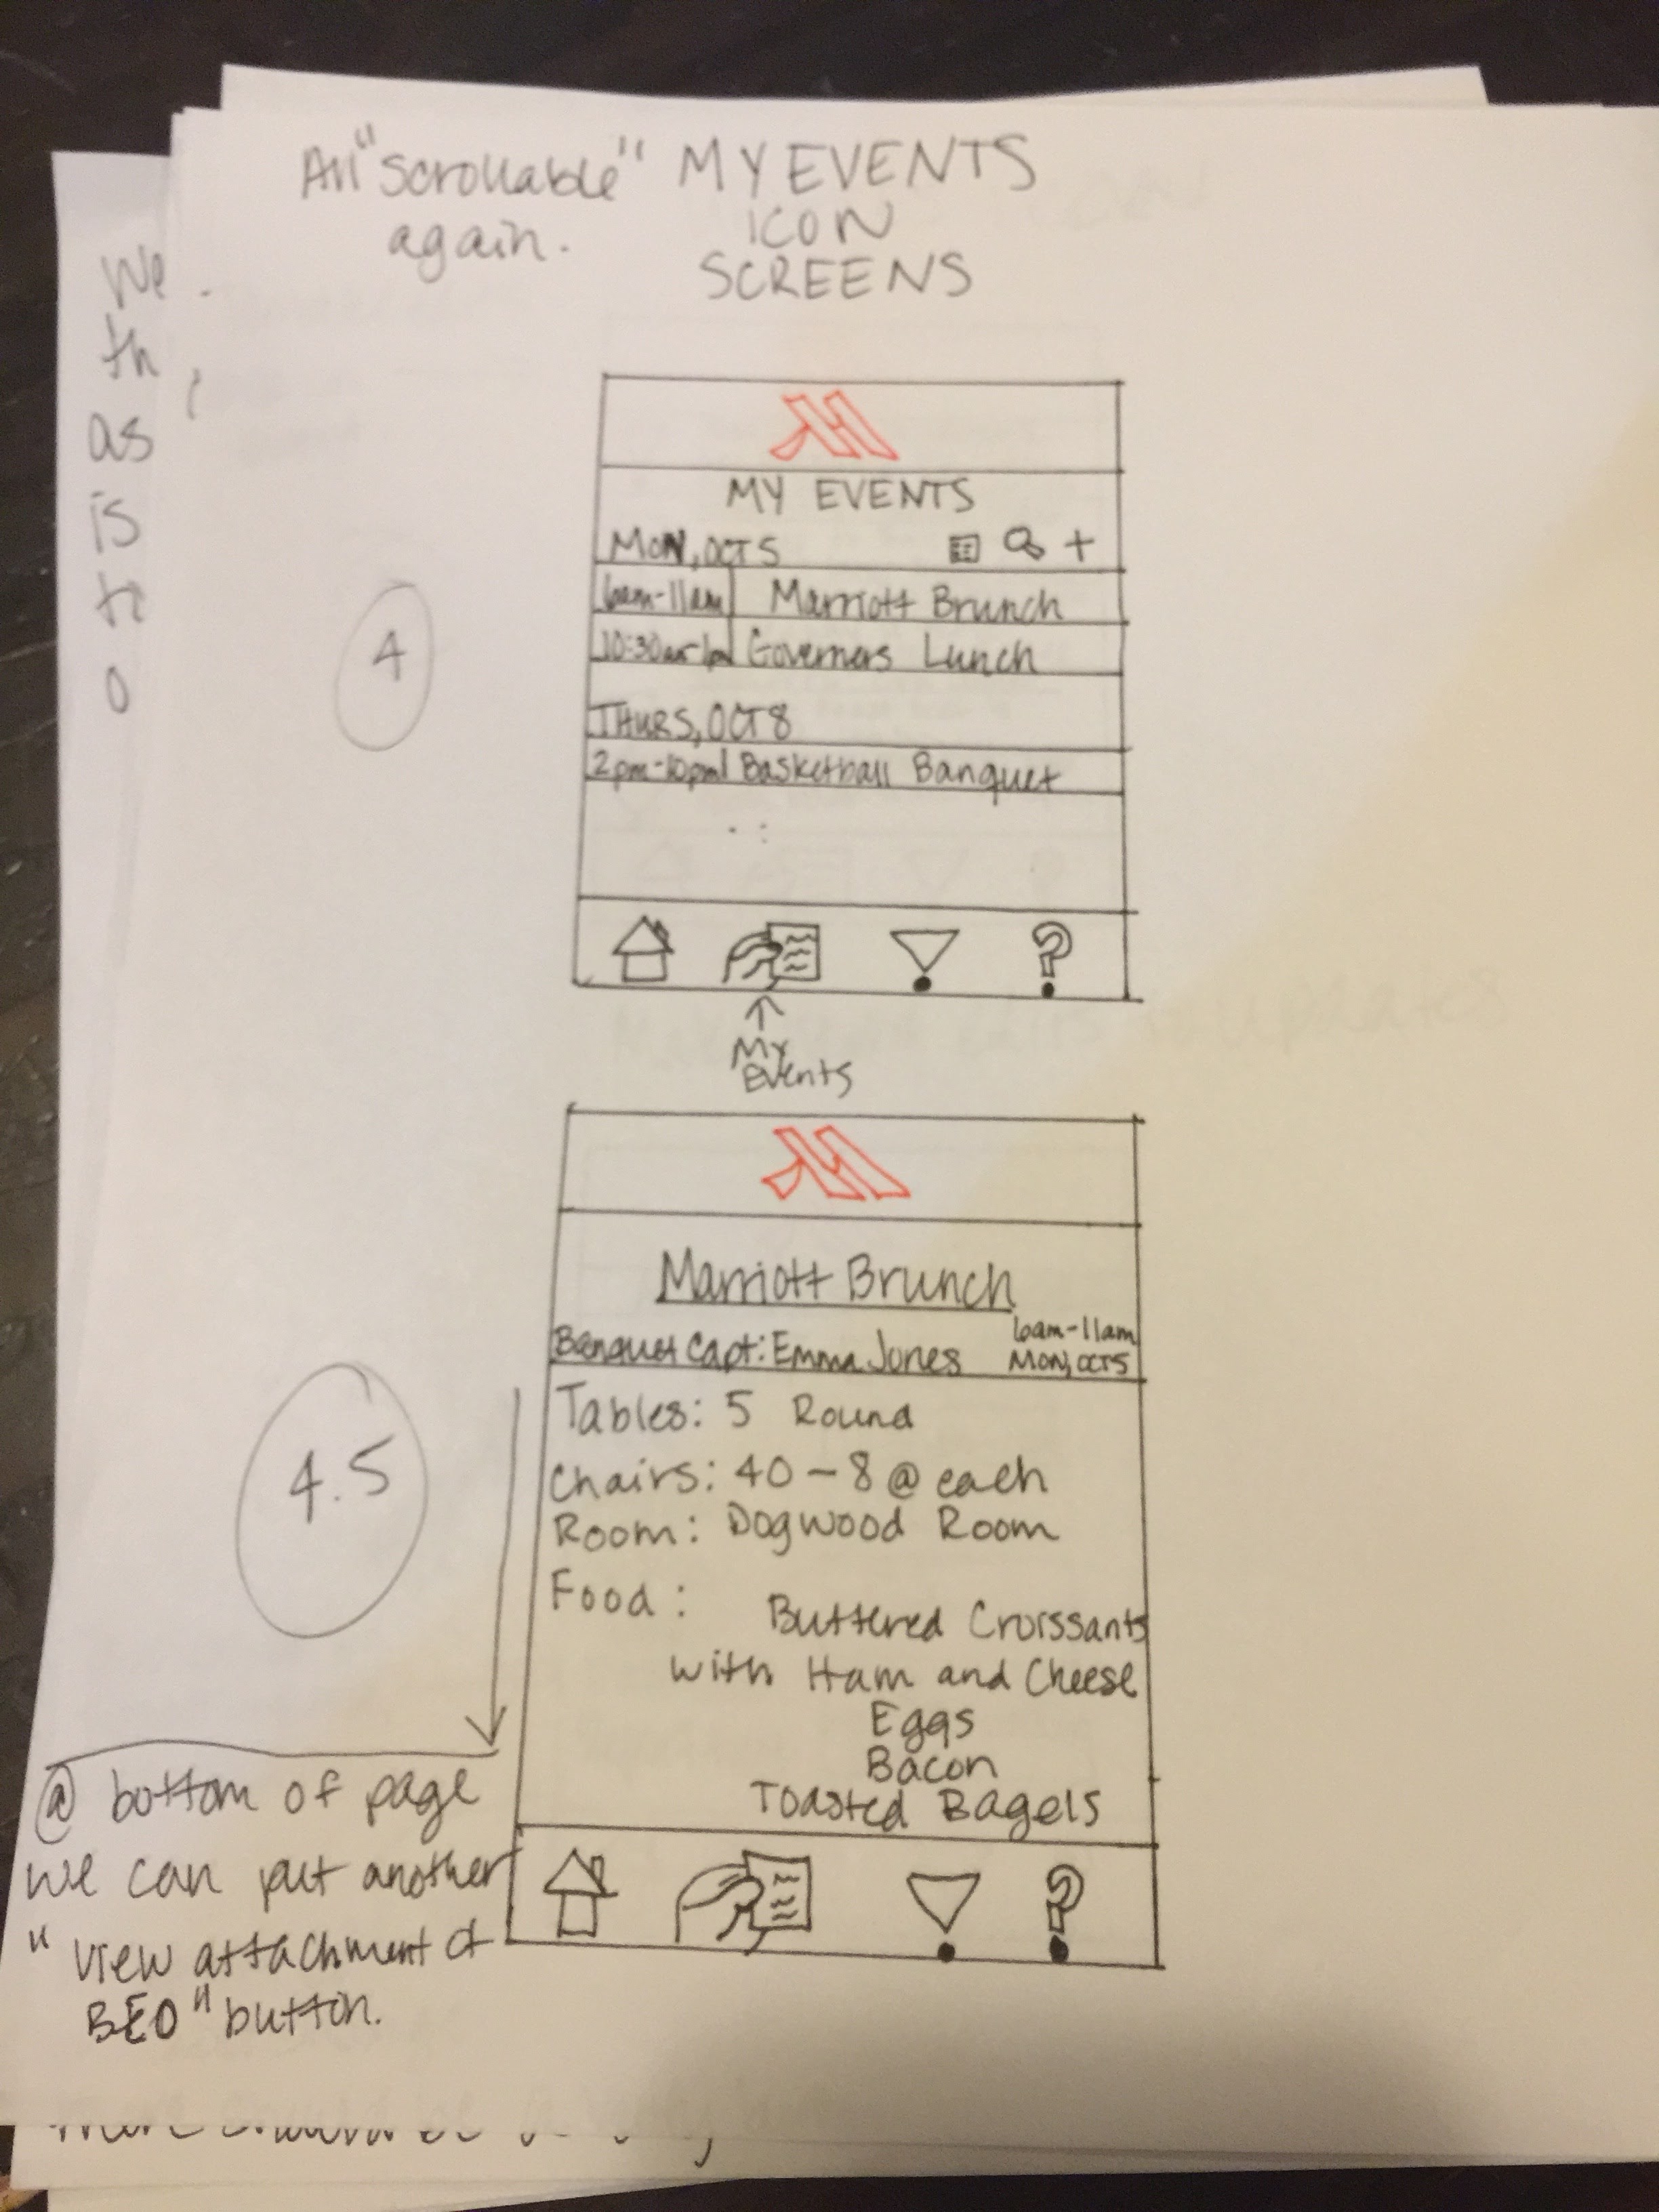 All "scrollable" MY EVENTS
again. ICON
SCREENS
We
th
as
is
to
o
4
MY EVENTS
MON, OCT 5 +
6am-11am Marriott Brunch
10:30am-1pm Governers Lunch
THURS, OCT 8
2pm-10pm Basketball Banquet
?
My
Events
4.5
Marriott Brunch
Banquet Capt: Emma Jones 6am-11am
MON, OCT 5
Tables: 5 Round
Chairs: 40 - 8 @ each
Room: Dogwood Room
Food:
Buttered Croissants
with Ham and Cheese
Eggs
Bacon
Toasted Bagels
?
@ bottom of page
we can put another
"view attachment of
BEO" button.